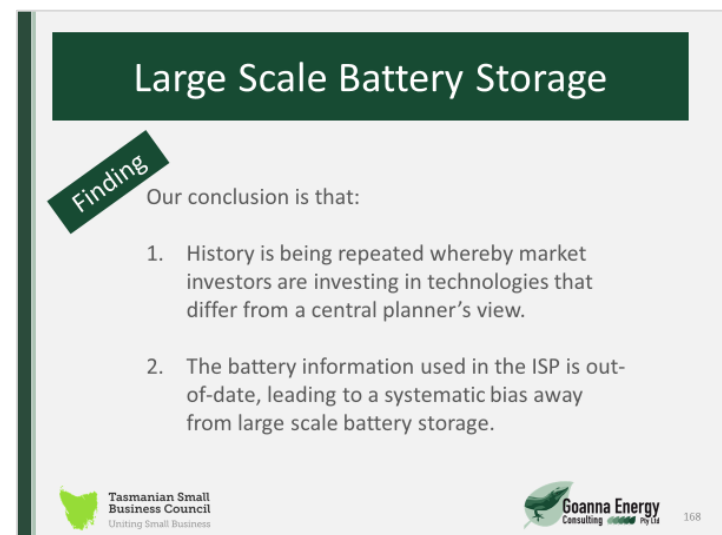 Large Scale Battery Storage
Finding
Our conclusion is that:
1. History is being repeated whereby market
investors are investing in technologies that
differ from a central planner's view.
2. The battery information used in the ISP is out-
of-date, leading to a systematic bias away
from large scale battery storage.
Tasmanian Small
Business Council
Uniting Small Business
Goanna Energy
Consulting Pty Ltd
168